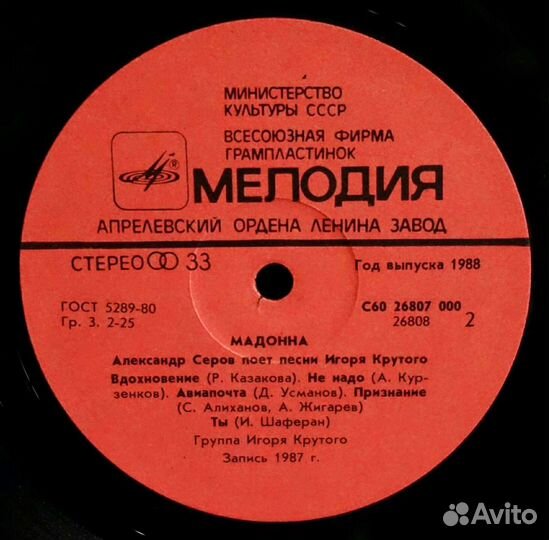 МИНИСТЕРСТВО
КУЛЬТУРЫ СССР
ВСЕСОЮЗНАЯ ФИРМА
ГРАМПЛАСТИНОК
®
МЕЛОДИЯ
АПРЕЛЕВСКИЙ ОРДЕНА ЛЕНИНА ЗАВОД
СТЕРЕО 33
Год выпуска 1988
ГОСТ 5289-80
Гр. 3. 2-25
С60 26807 000
26808 2
МАДОННА
Александр Серов поет песни Игоря Крутого
Вдохновение (Р. Казакова). Не надо (А. Кур-
зенков). Авиапочта (Д. Усманов). Признание
(С. Алиханов, А. Жигарев)
Ты (И. Шаферан)
Группа Игоря Крутого
Запись 1987 г.
Avito